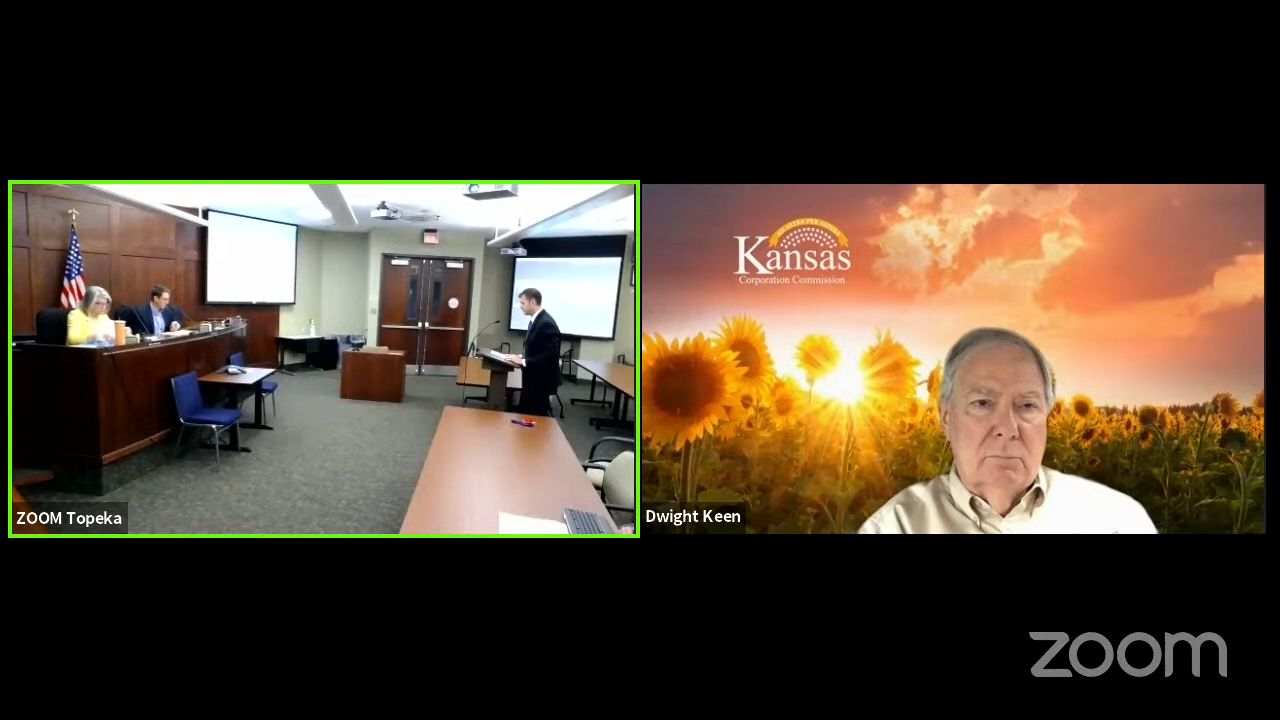 Kansas
Corporation Commission
ZOOM Topeka
Dwight Keen
zoom